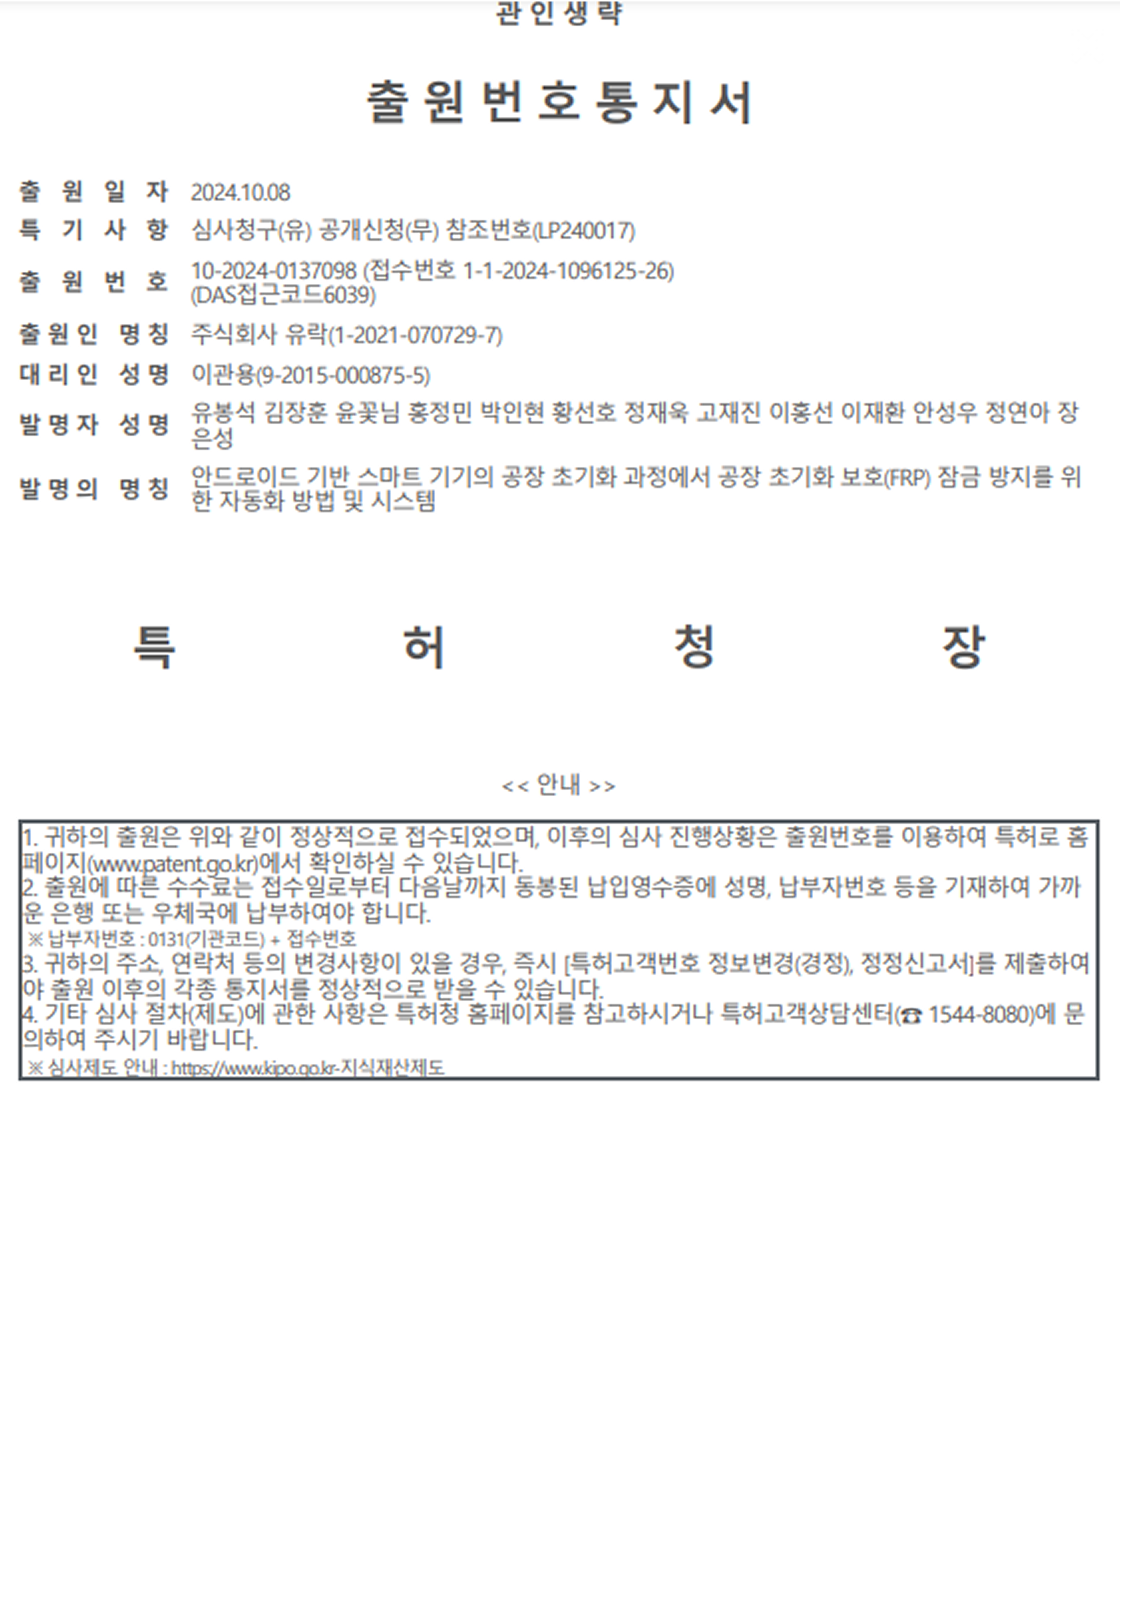 관 인 생 략
출 원 번 호 통 지 서
출 원 일 자 2024.10.08
특 기 사 항 심사청구(유) 공개신청(무) 참조번호(LP240017)
출 원 번 호 10-2024-0137098 (접수번호 1-1-2024-1096125-26)
(DAS접근코드6039)
출 원 인 명 칭 주식회사 유락(1-2021-070729-7)
대 리 인 성 명 이관용(9-2015-000875-5)
발 명 자 성 명 유봉석 김장훈 윤꽃님 홍정민 박인현 황선호 정재욱 고재진 이홍선 이재환 안성우 정연아 장
은성
발 명 의 명 칭 안드로이드 기반 스마트 기기의 공장 초기화 과정에서 공장 초기화 보호(FRP) 잠금 방지를 위
한 자동화 방법 및 시스템
특 허 청 장
<< 안내 >>
1. 귀하의 출원은 위와 같이 정상적으로 접수되었으며, 이후의 심사 진행상황은 출원번호를 이용하여 특허로 홈
페이지(www.patent.go.kr)에서 확인하실 수 있습니다.
2. 출원에 따른 수수료는 접수일로부터 다음날까지 동봉된 납입영수증에 성명, 납부자번호 등을 기재하여 가까
운 은행 또는 우체국에 납부하여야 합니다.
※ 납부자번호 : 0131(기관코드) + 접수번호
3. 귀하의 주소, 연락처 등의 변경사항이 있을 경우, 즉시 [특허고객번호 정보변경(경정), 정정신고서]를 제출하여
야 출원 이후의 각종 통지서를 정상적으로 받을 수 있습니다.
4. 기타 심사 절차(제도)에 관한 사항은 특허청 홈페이지를 참고하시거나 특허고객상담센터(☎ 1544-8080)에 문
의하여 주시기 바랍니다.
※ 심사제도 안내 : https://www.kipo.go.kr-지식재산제도